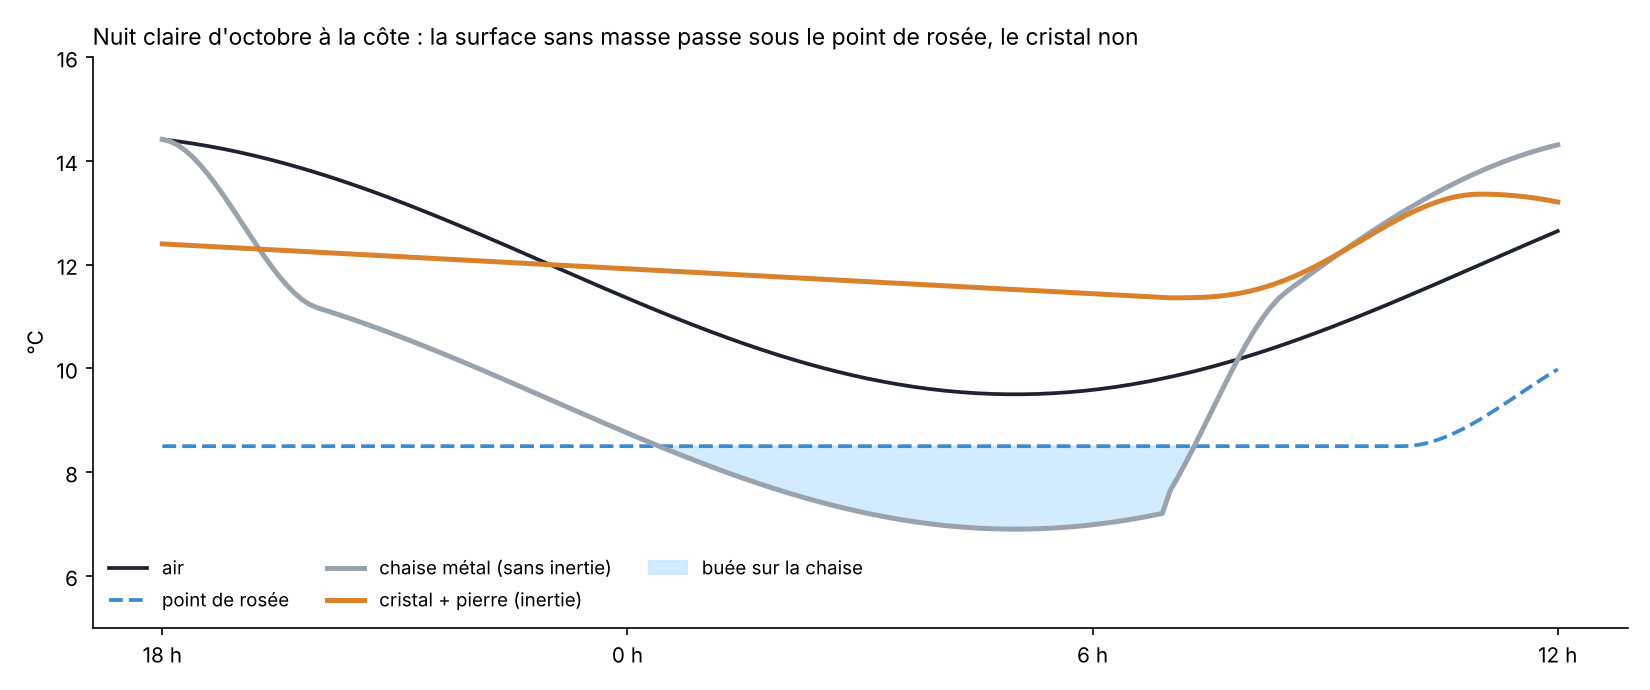 Nuit claire d'octobre à la côte : la surface sans masse passe sous le point de rosée, le cristal non
16
14
12
10
8
6
°C
air
point de rosée
chaise métal (sans inertie)
cristal + pierre (inertie)
buée sur la chaise
18 h
0 h
6 h
12 h